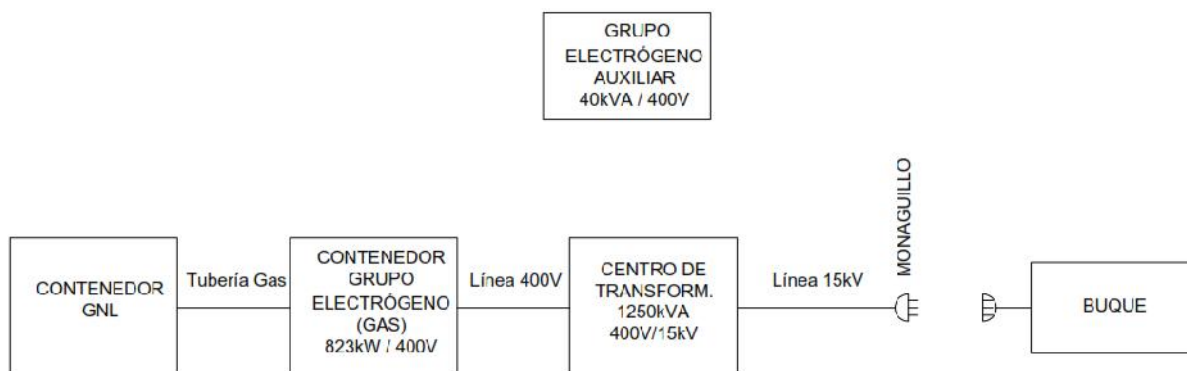 GRUPO
ELECTRÓGENO
AUXILIAR
40kVA / 400V
CONTENEDOR
GNL
Tubería Gas
CONTENEDOR
GRUPO
ELECTRÓGENO
(GAS)
823kW / 400V
Línea 400V
CENTRO DE
TRANSFORM.
1250kVA
400V/15kV
Línea 15kV
MONAGUILLO
BUQUE